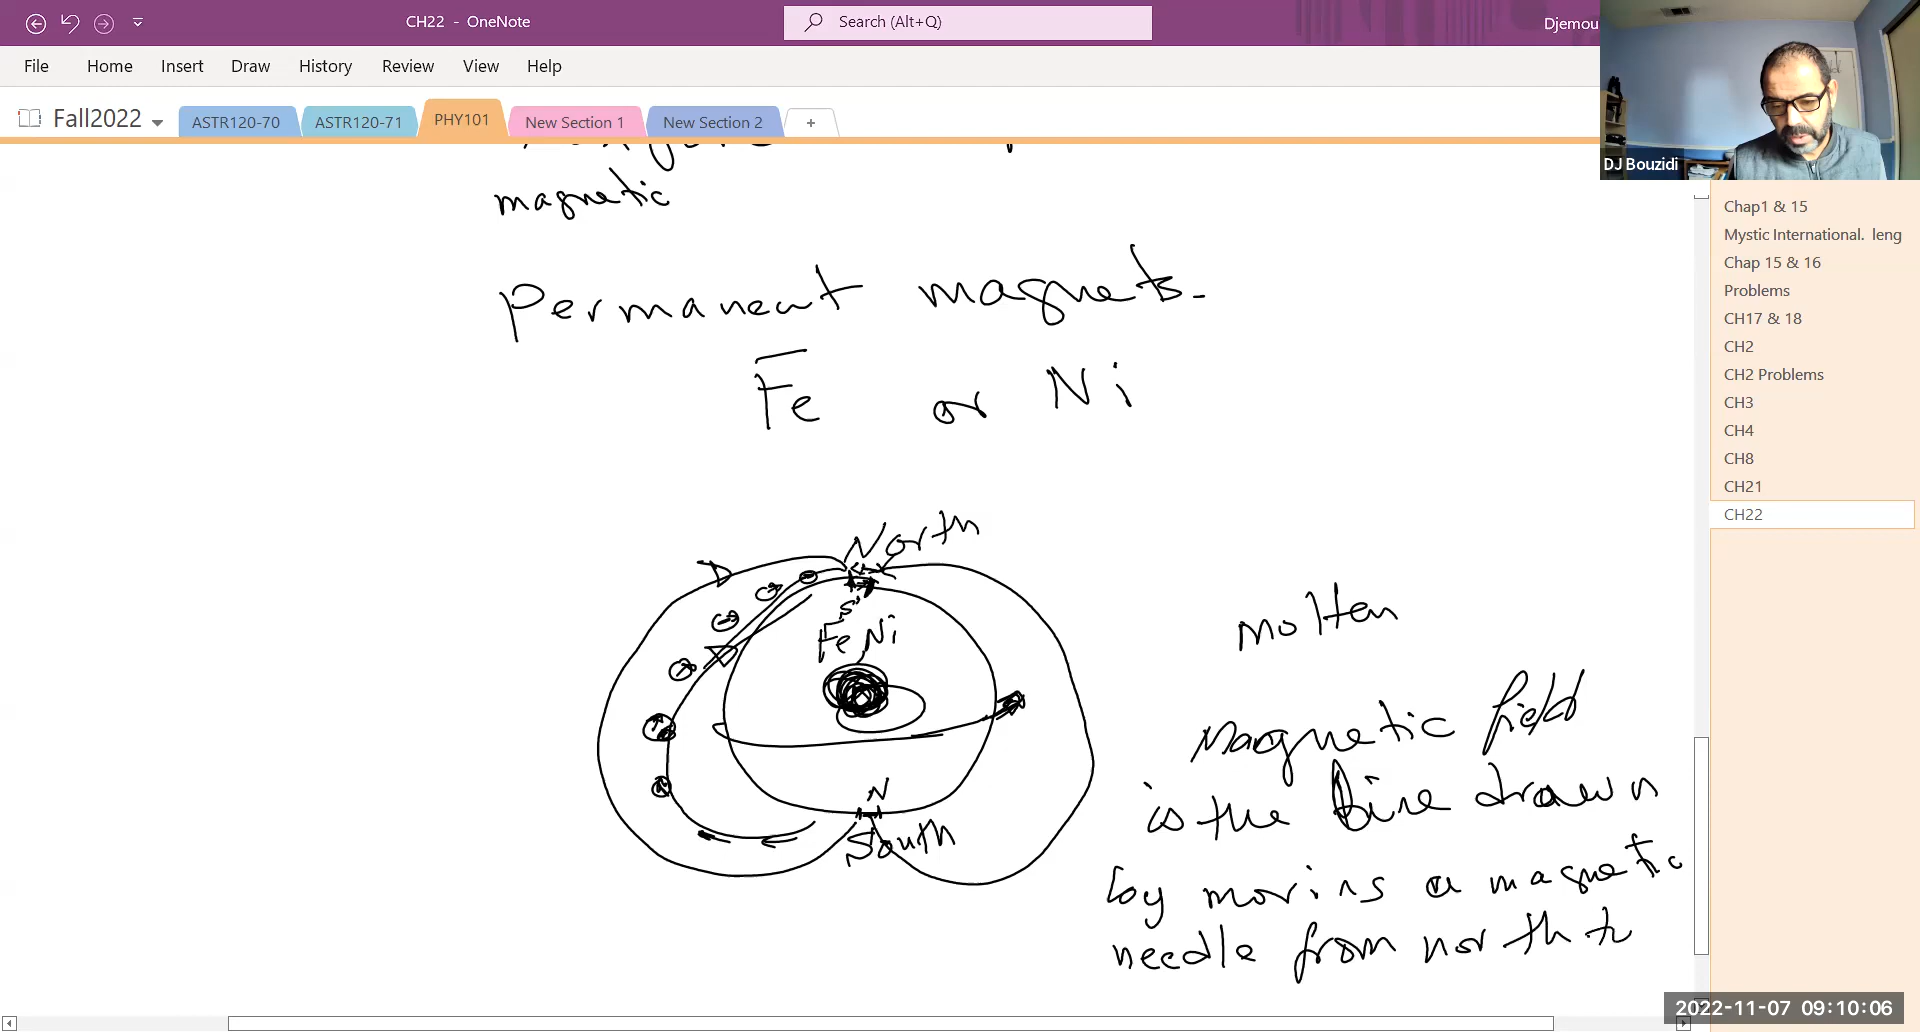 CH22 - OneNote
Search (Alt+Q)
Djemou
File Home Insert Draw History Review View Help
Fall2022
ASTR120-70 ASTR120-71 PHY101 New Section 1 New Section 2 +
DJ Bouzidi
Chap1 & 15
Mystic International. leng
Chap 15 & 16
Problems
CH17 & 18
CH2
CH2 Problems
CH3
CH4
CH8
CH21
CH22
magnetic
Permanent magnets.
Fe or Ni
North
S
Fe Ni
N
South
molten
Magnetic field
is the line drawn
by moving a magnetic
needle from north to
2022-11-07 09:10:06